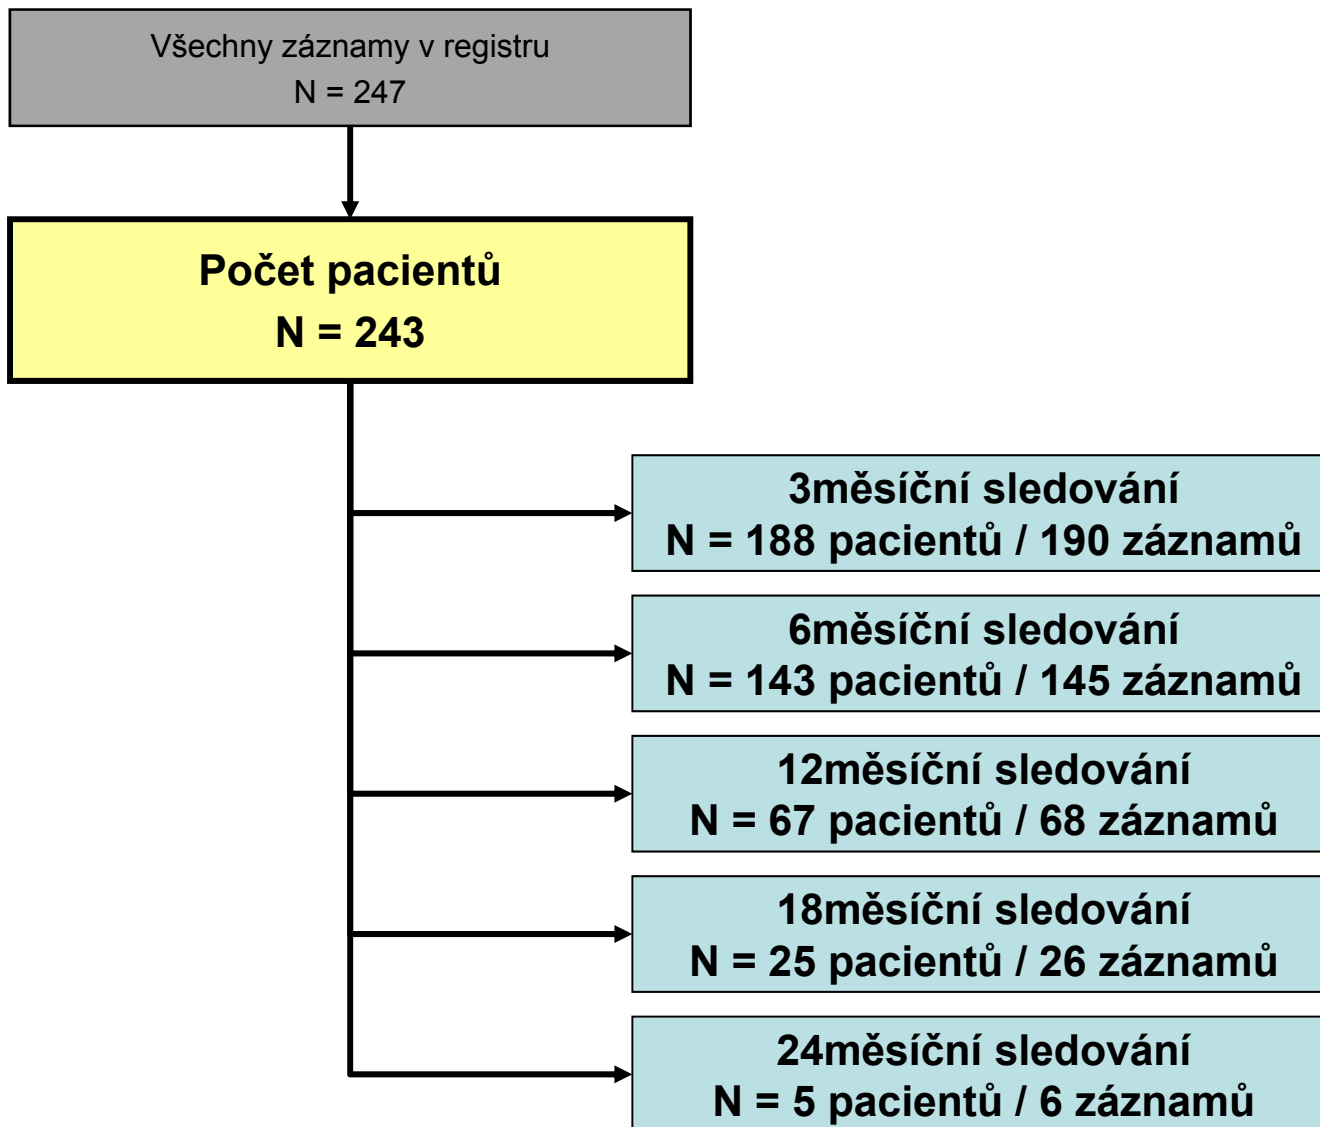 Všechny záznamy v registru
N = 247
Počet pacientů
N = 243
3měsíční sledování
N = 188 pacientů / 190 záznamů
6měsíční sledování
N = 143 pacientů / 145 záznamů
12měsíční sledování
N = 67 pacientů / 68 záznamů
18měsíční sledování
N = 25 pacientů / 26 záznamů
24měsíční sledování
N = 5 pacientů / 6 záznamů